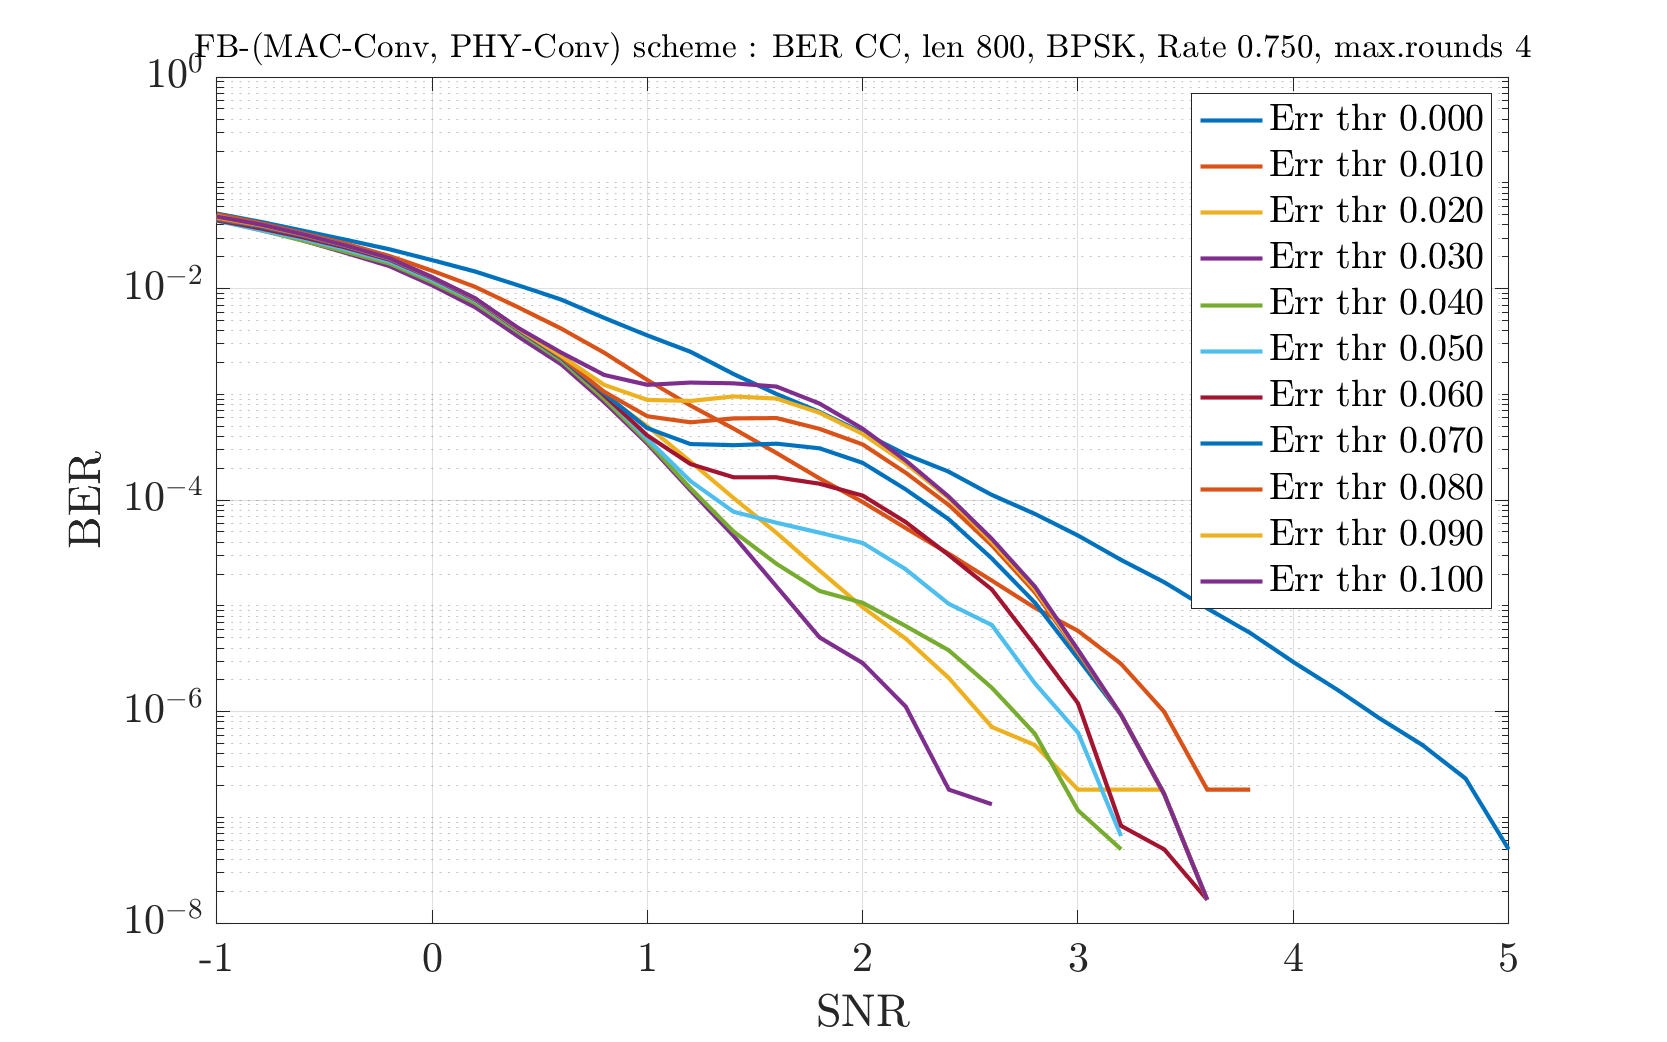 FB-(MAC-Conv, PHY-Conv) scheme : BER CC, len 800, BPSK, Rate 0.750, max.rounds 4
10^0
10^-2
10^-4
10^-6
10^-8
BER
Err thr 0.000
Err thr 0.010
Err thr 0.020
Err thr 0.030
Err thr 0.040
Err thr 0.050
Err thr 0.060
Err thr 0.070
Err thr 0.080
Err thr 0.090
Err thr 0.100
-1 0 1 2 3 4 5
SNR